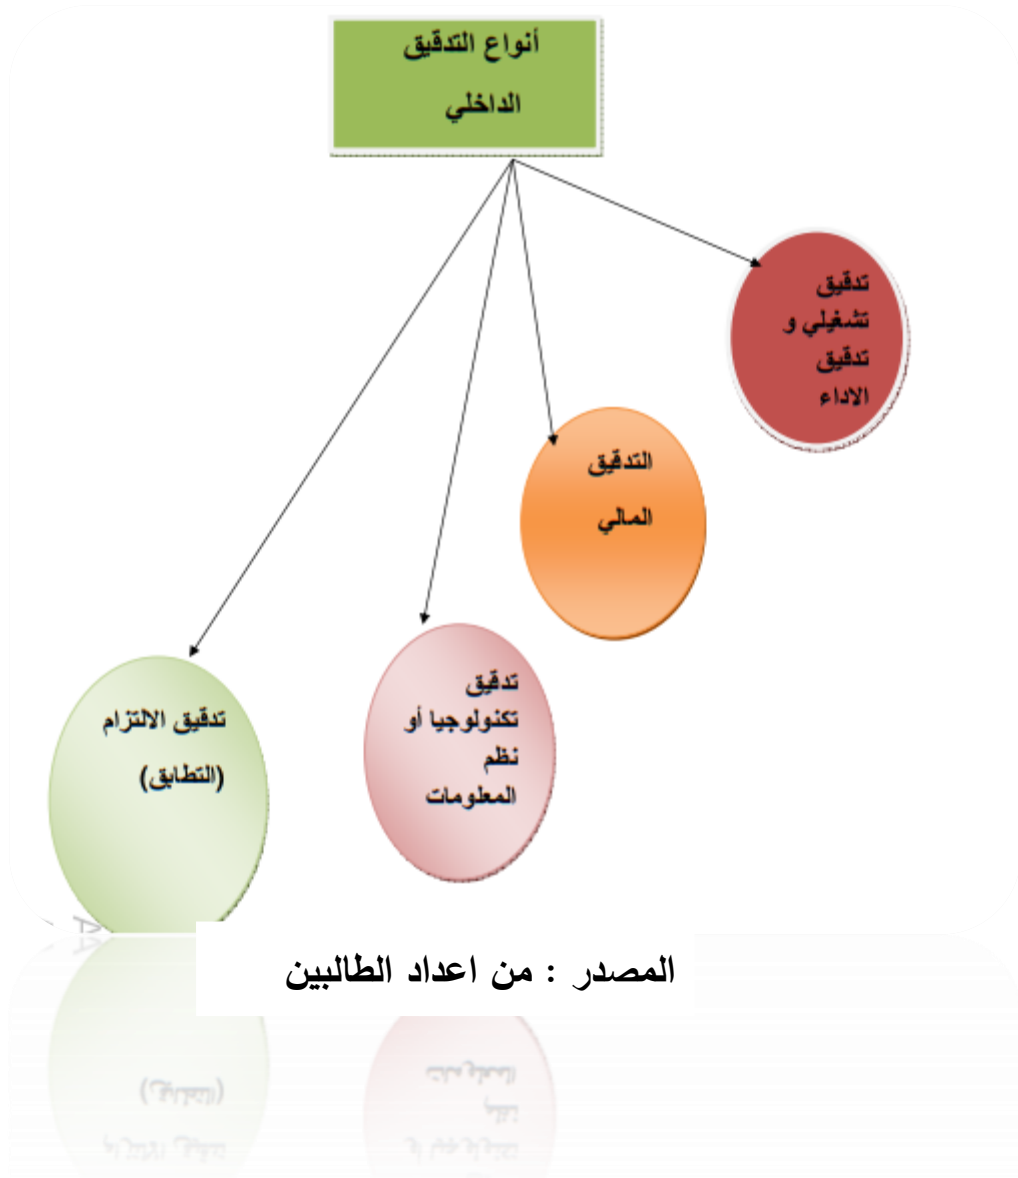 أنواع التدقيق
الداخلي
تدقيق
تشغيلي و
تدقيق
الاداء
التدقيق
المالي
تدقيق
تكنولوجيا أو
نظم
المعلومات
تدقيق الالتزام
(التطابق)
المصدر : من اعداد الطالبين